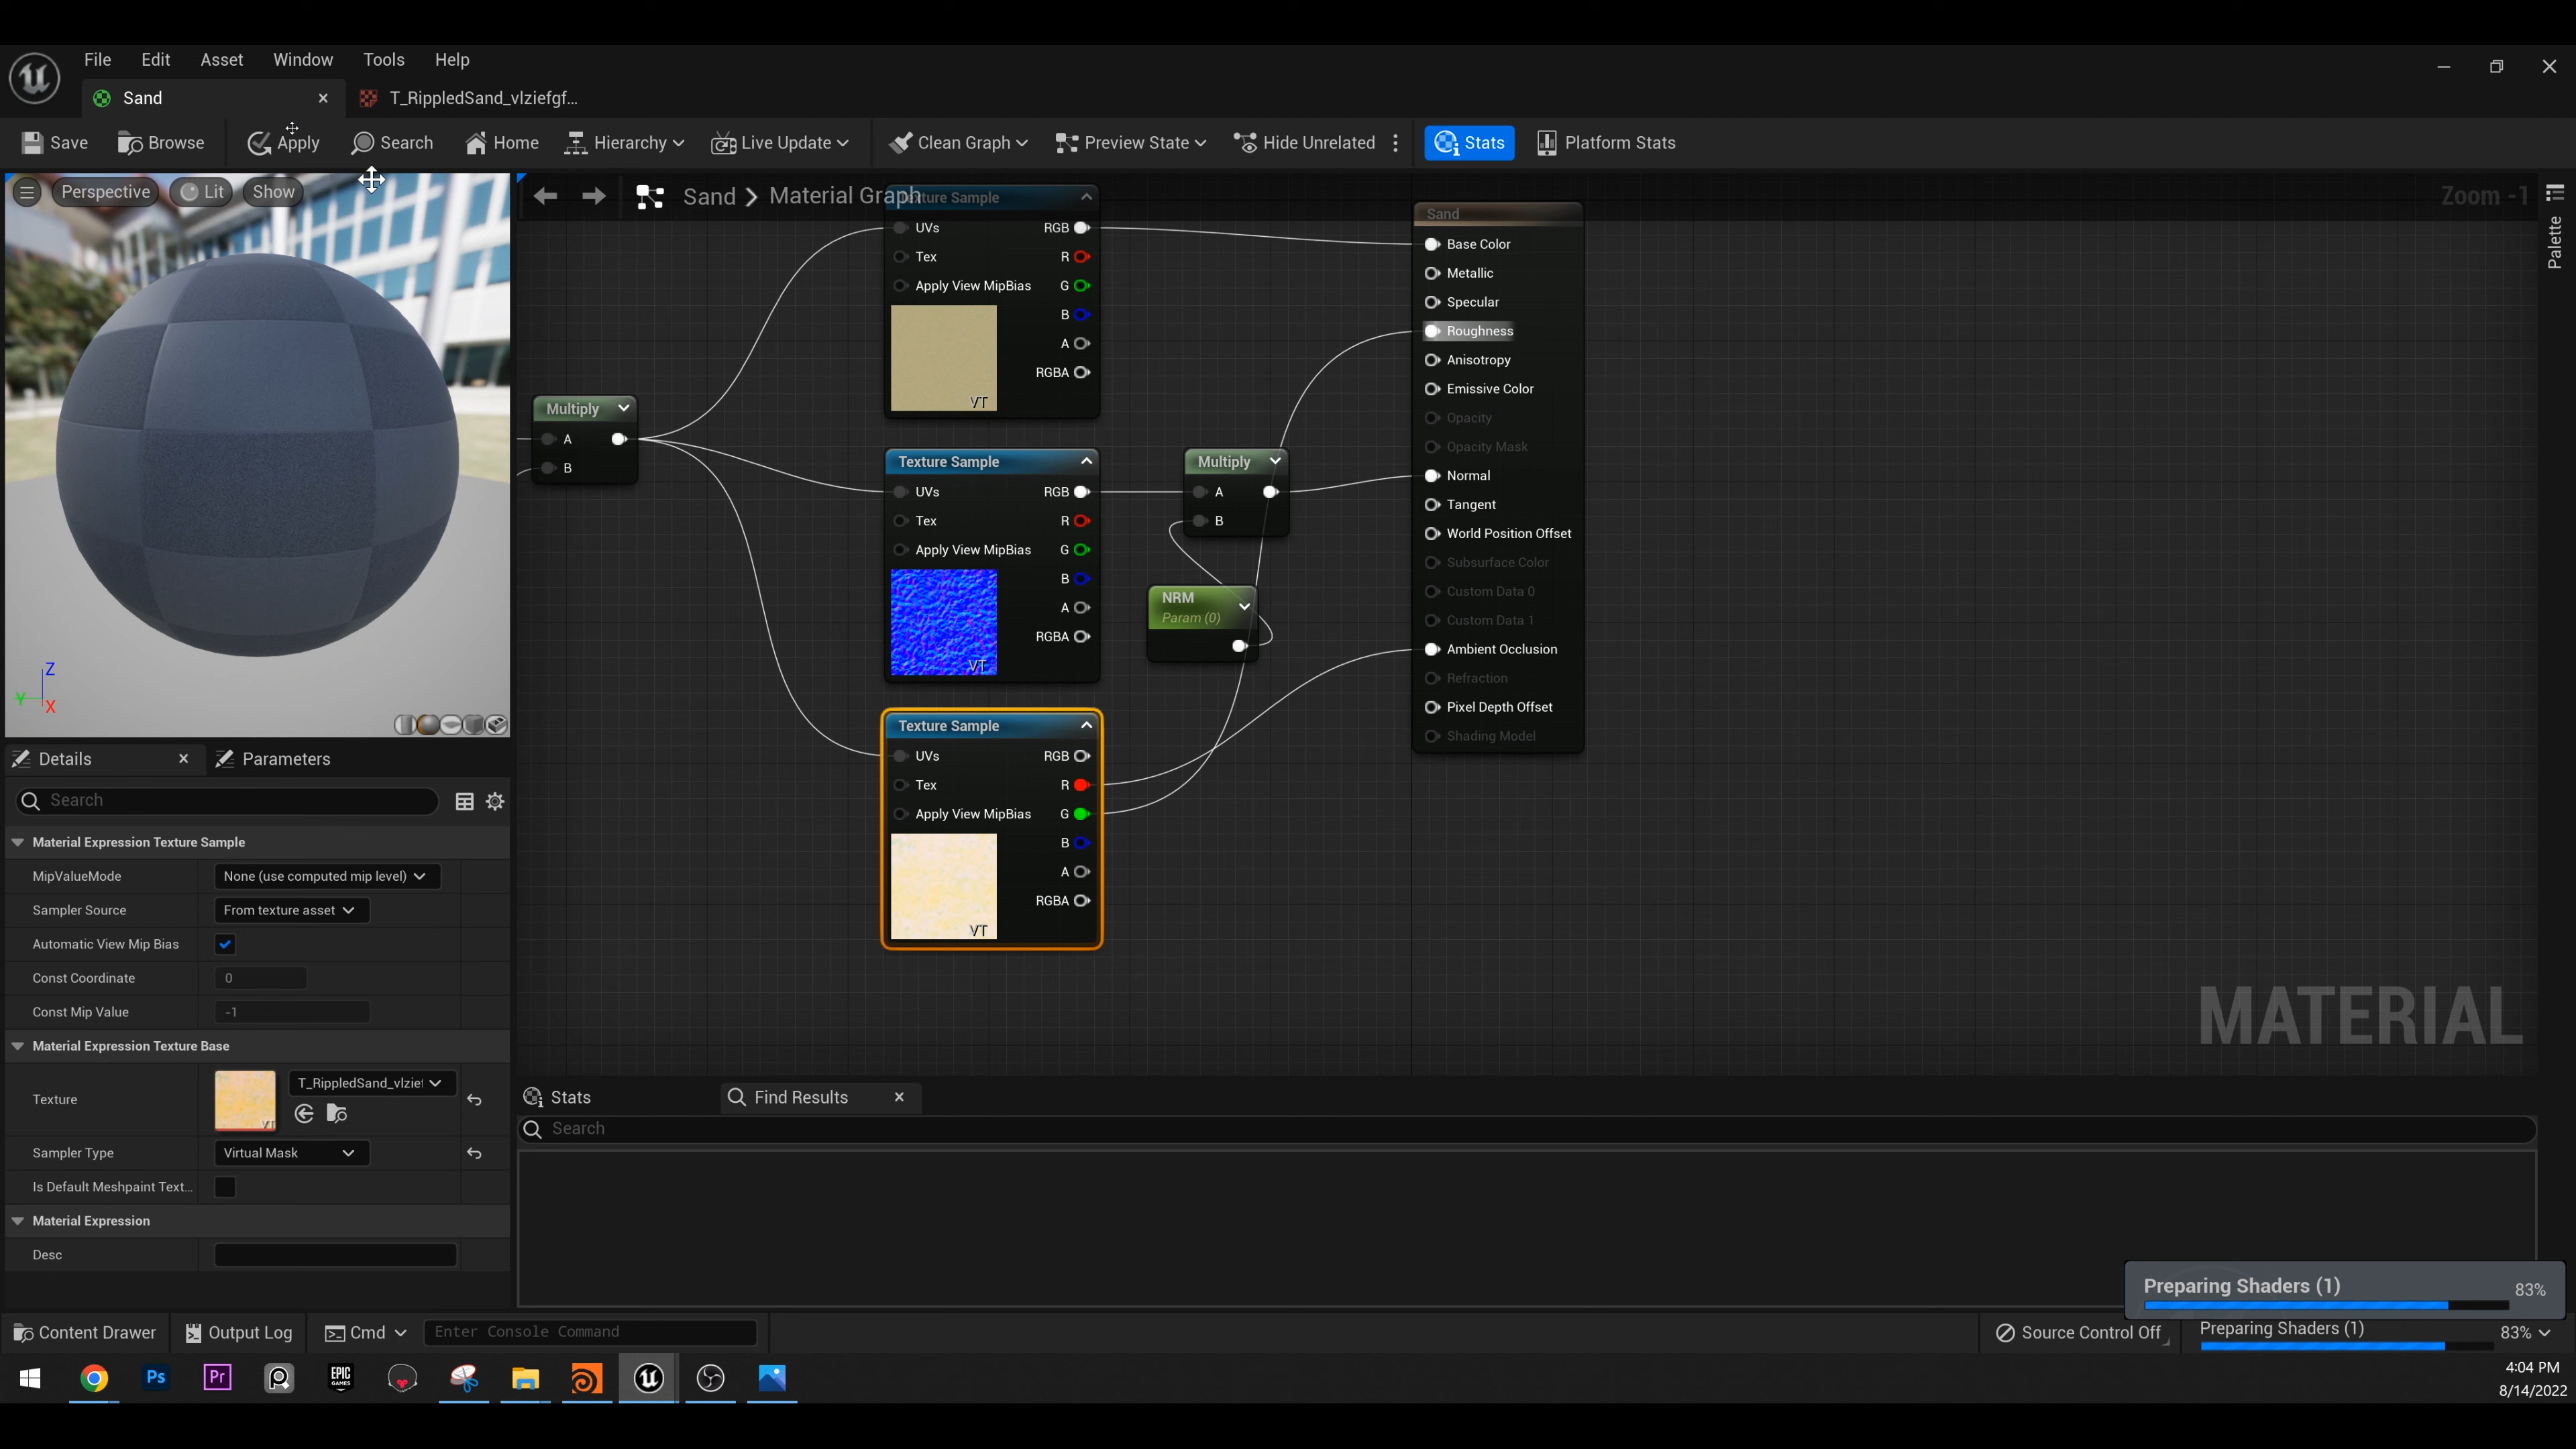 File Edit Asset Window Tools Help
Sand
T_RippledSand_vlziefgf...
Save Browse Apply Search Home Hierarchy Live Update Clean Graph Preview State Hide Unrelated Stats Platform Stats
Perspective Lit Show
Z
Y
X
Sand > Material Graph
Zoom -1
Palette
Texture Sample
UVs RGB
Tex R
Apply View MipBias G
B
A
RGBA
VT
Multiply
A
B
Texture Sample
UVs RGB
Tex R
Apply View MipBias G
B
A
RGBA
VT
Multiply
A
B
NRM
Param (0)
Texture Sample
UVs RGB
Tex R
Apply View MipBias G
B
A
RGBA
VT
Sand
Base Color
Metallic
Specular
Roughness
Anisotropy
Emissive Color
Opacity
Opacity Mask
Normal
Tangent
World Position Offset
Subsurface Color
Custom Data 0
Custom Data 1
Ambient Occlusion
Refraction
Pixel Depth Offset
Shading Model
MATERIAL
Details Parameters
Search
Material Expression Texture Sample
MipValueMode None (use computed mip level)
Sampler Source From texture asset
Automatic View Mip Bias
Const Coordinate 0
Const Mip Value -1
Material Expression Texture Base
Texture T_RippledSand_vlzief
VT
Sampler Type Virtual Mask
Is Default Meshpaint Text...
Material Expression
Desc
Stats Find Results
Search
Preparing Shaders (1) 83%
Content Drawer Output Log Cmd Enter Console Command Source Control Off Preparing Shaders (1) 83%
Ps Pr EPIC GAMES
4:04 PM
8/14/2022